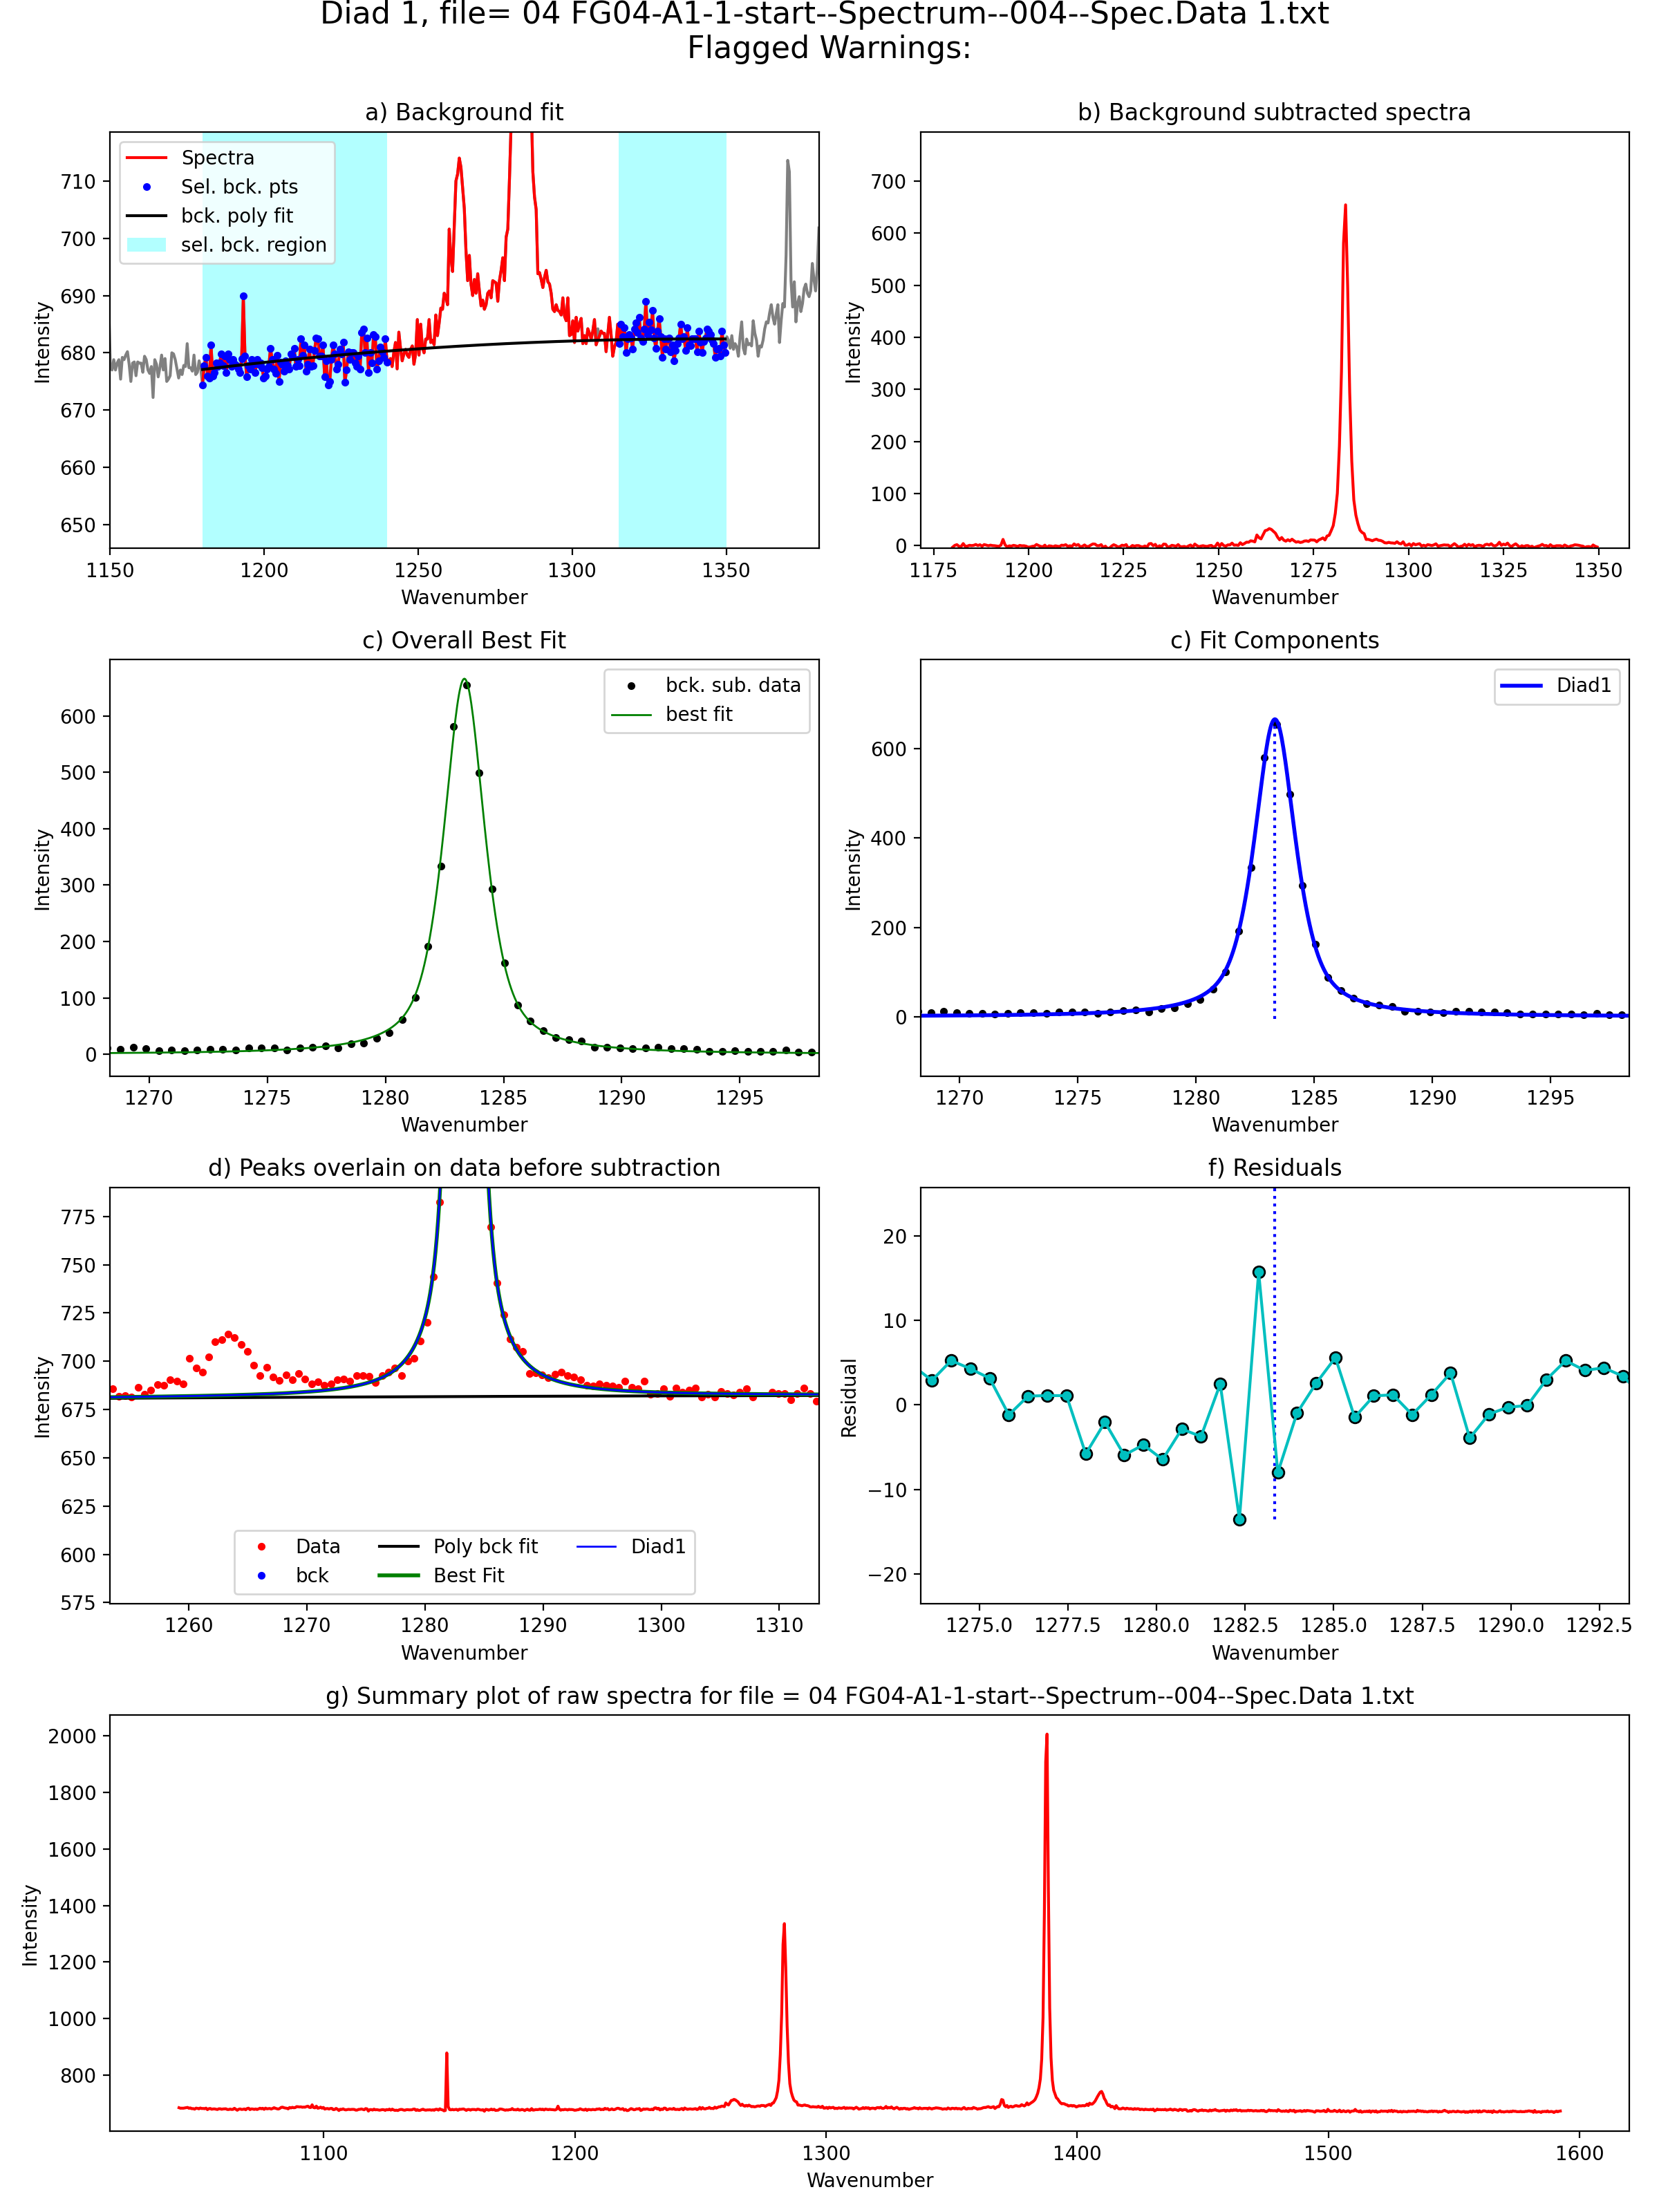 Diad 1, file= 04 FG04-A1-1-start--Spectrum--004--Spec.Data 1.txt
Flagged Warnings:
a) Background fit
Spectra
Sel. bck. pts
bck. poly fit
sel. bck. region
Intensity
710
700
690
680
670
660
650
1150 1200 1250 1300 1350
Wavenumber
b) Background subtracted spectra
Intensity
700
600
500
400
300
200
100
0
1175 1200 1225 1250 1275 1300 1325 1350
Wavenumber
c) Overall Best Fit
bck. sub. data
best fit
Intensity
600
500
400
300
200
100
0
1270 1275 1280 1285 1290 1295
Wavenumber
c) Fit Components
Diad1
Intensity
600
400
200
0
1270 1275 1280 1285 1290 1295
Wavenumber
d) Peaks overlain on data before subtraction
Intensity
775
750
725
700
675
650
625
600
575
Data Poly bck fit Diad1
bck Best Fit
1260 1270 1280 1290 1300 1310
Wavenumber
f) Residuals
Residual
20
10
0
−10
−20
1275.0 1277.5 1280.0 1282.5 1285.0 1287.5 1290.0 1292.5
Wavenumber
g) Summary plot of raw spectra for file = 04 FG04-A1-1-start--Spectrum--004--Spec.Data 1.txt
Intensity
2000
1800
1600
1400
1200
1000
800
1100 1200 1300 1400 1500 1600
Wavenumber